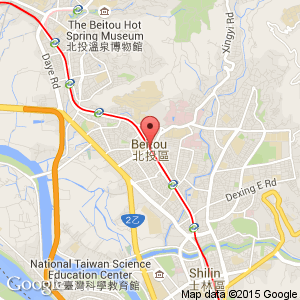 The Beitou Hot
Spring Museum
北投溫泉博物館
Daye Rd
Xingyi Rd
Beitou
北投區
Dexing E Rd
2乙
National Taiwan Science
Education Center
國立臺灣科學教育館
Shilin
士林區
Google
Map data ©2015 Google